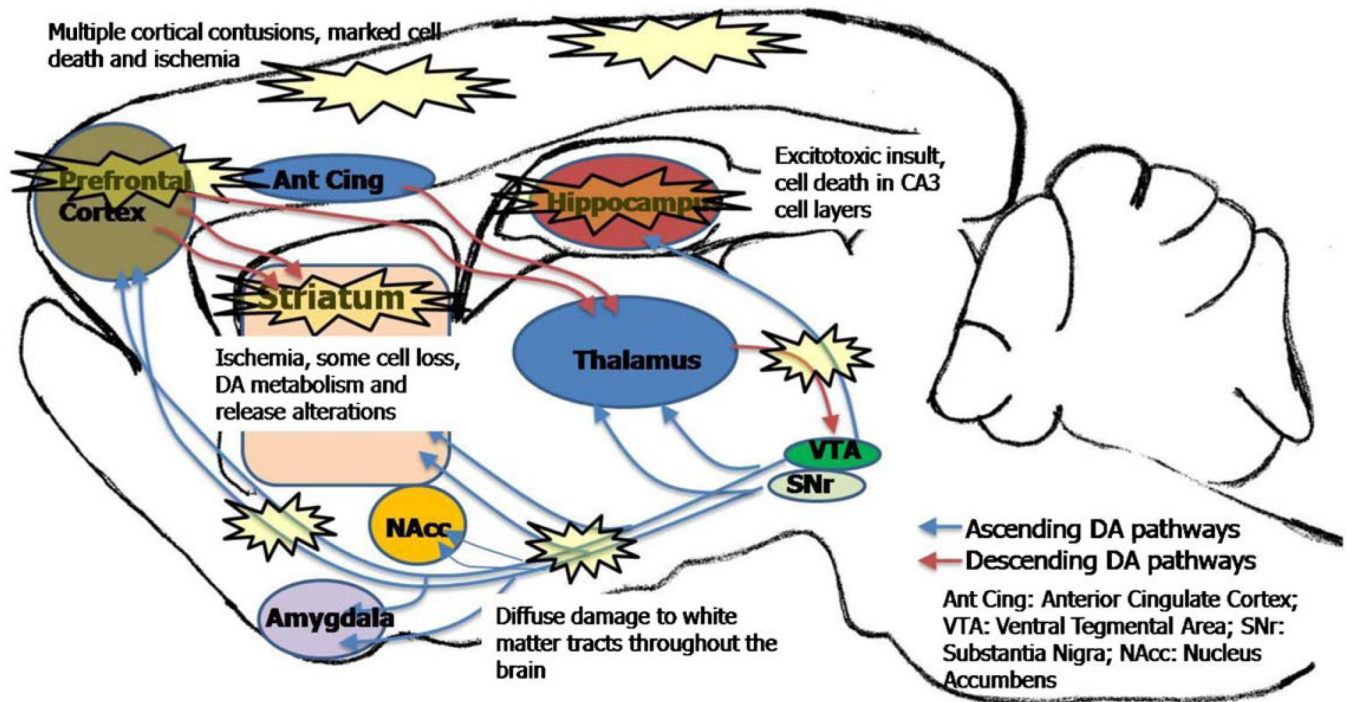 Multiple cortical contusions, marked cell
death and ischemia
Prefrontal
Cortex
Ant Cing
Hippocampus
Excitotoxic insult,
cell death in CA3
cell layers
Striatum
Ischemia, some cell loss,
DA metabolism and
release alterations
Thalamus
VTA
SNr
NAcc
Amygdala
Diffuse damage to white
matter tracts throughout the
brain
Ascending DA pathways
Descending DA pathways
Ant Cing: Anterior Cingulate Cortex;
VTA: Ventral Tegmental Area; SNr:
Substantia Nigra; NAcc: Nucleus
Accumbens